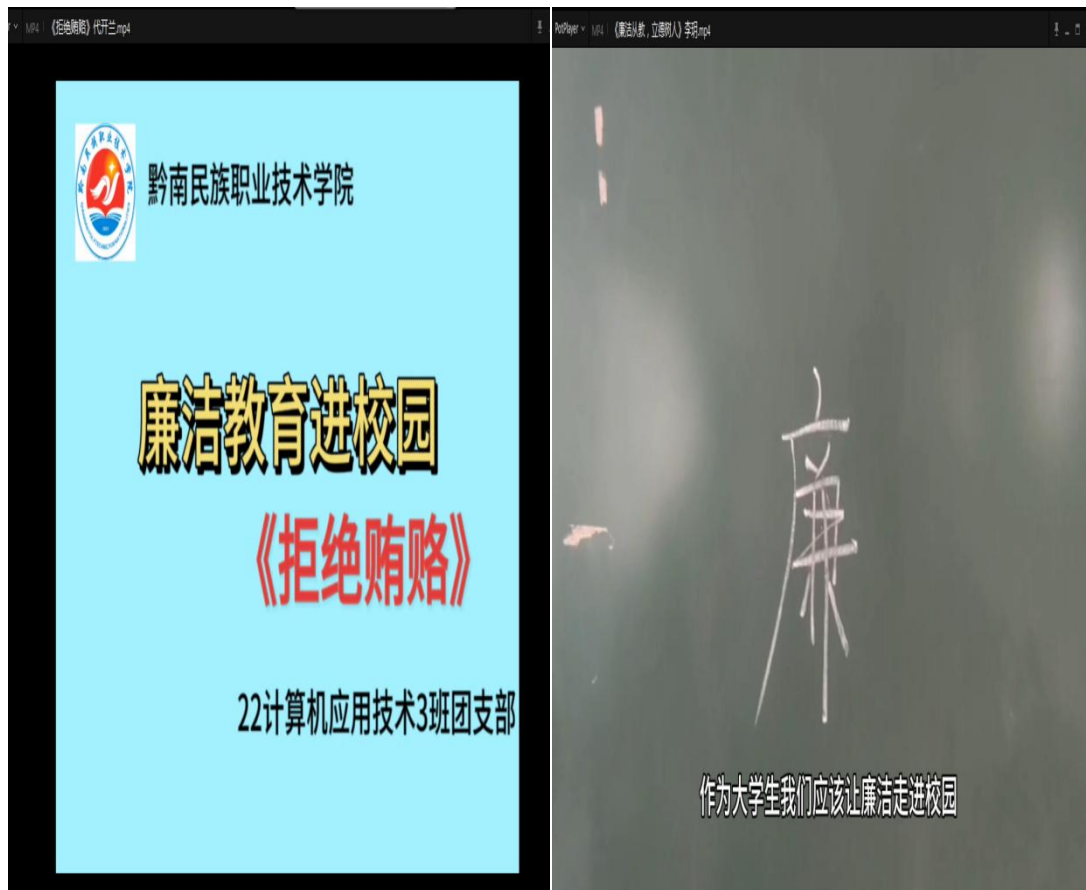 MP4 《拒绝贿赂》代开兰.mp4
黔南民族职业技术学院
廉洁教育进校园
《拒绝贿赂》
22计算机应用技术3班团支部
PotPlayer MP4 《廉洁从教，立德树人》李玥.mp4
廉
作为大学生我们应该让廉洁走进校园